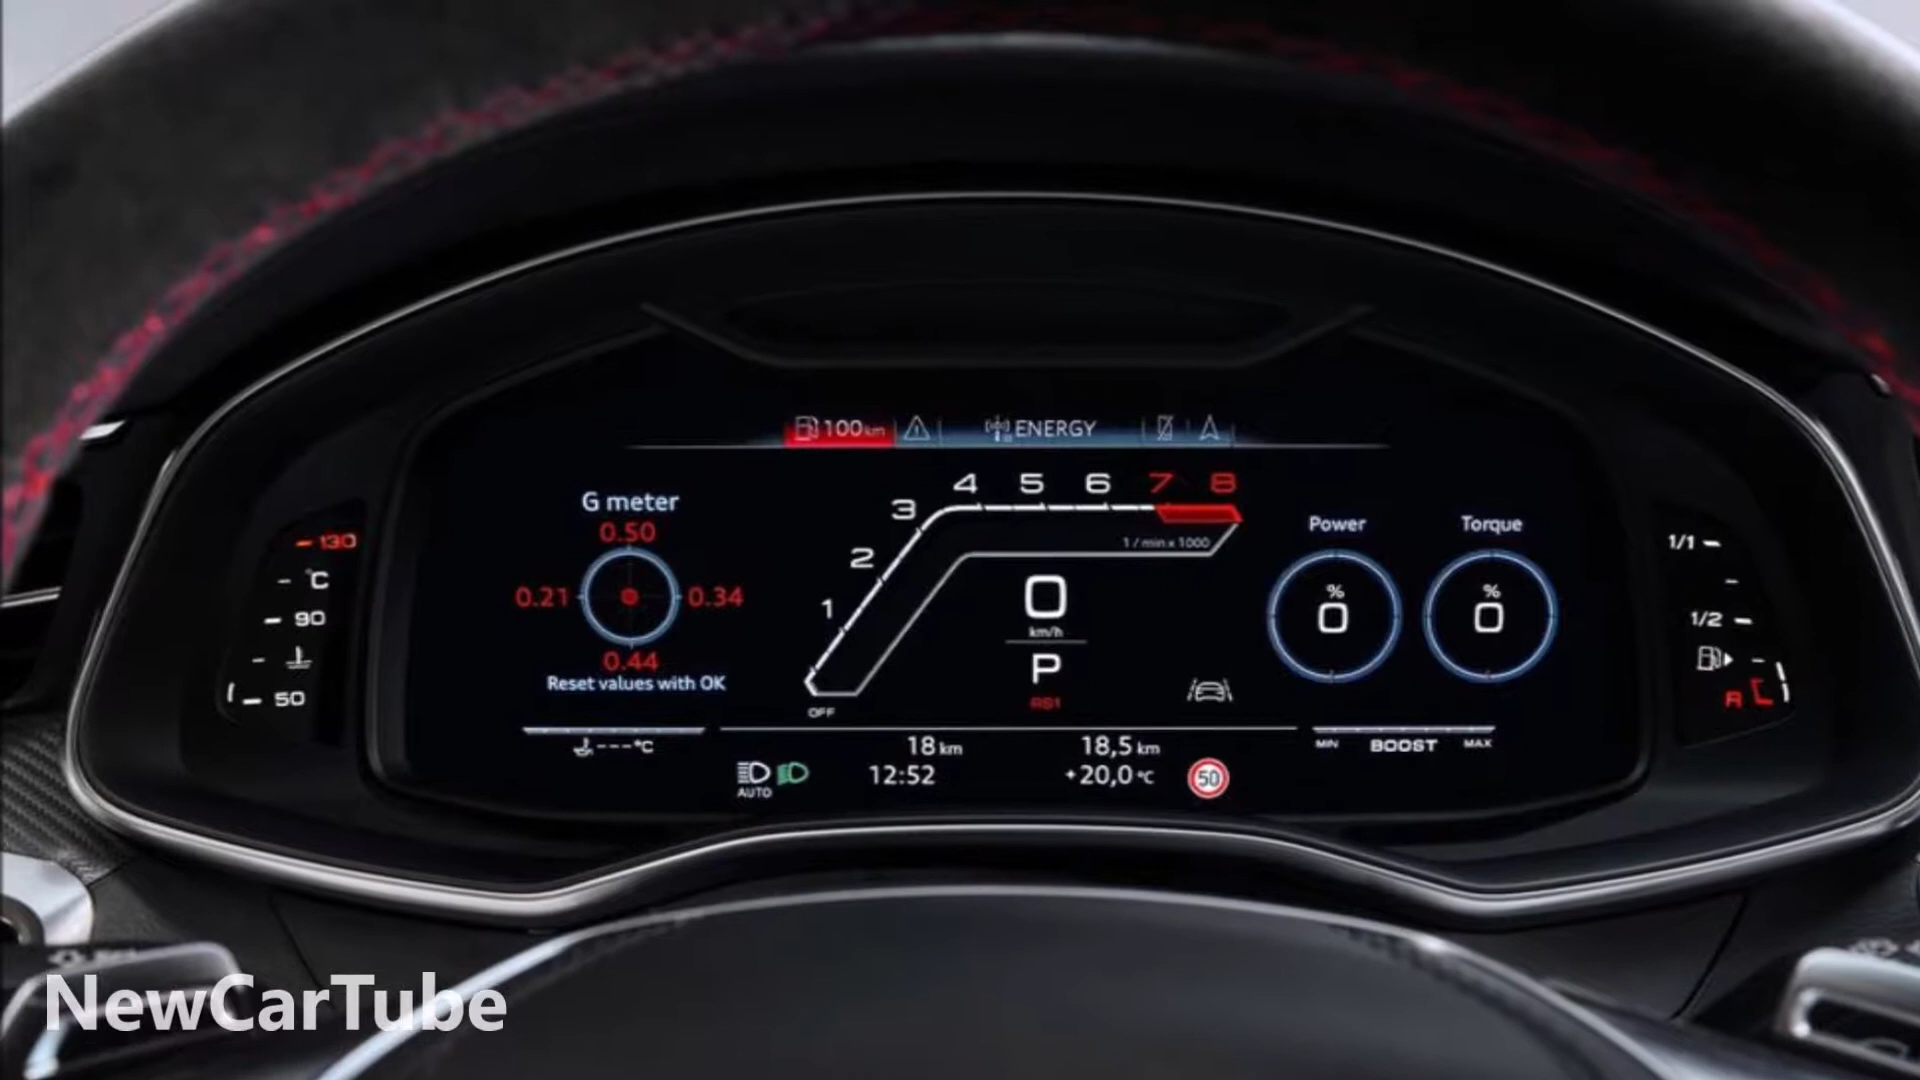 100 km
ENERGY
G meter
0.50
0.21
0.34
0.44
Reset values with OK
---°C
130
°C
90
50
1
2
3
4
5
6
7
8
1 / min x 1000
OFF
0
km/h
P
RS1
Power
%
0
Torque
%
0
MIN BOOST MAX
1/1
1/2
R
18 km
18,5 km
AUTO
12:52
+20,0 °C
50
NewCarTube